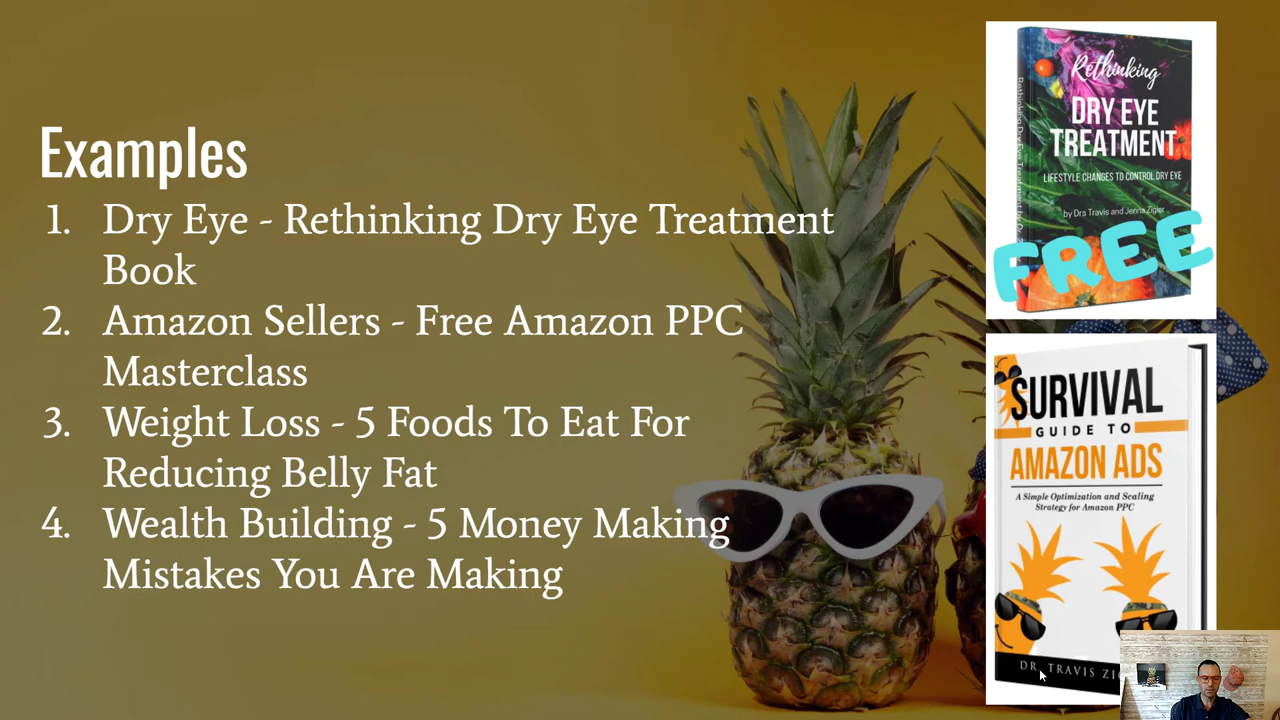 Examples
1. Dry Eye - Rethinking Dry Eye Treatment
Book
2. Amazon Sellers - Free Amazon PPC
Masterclass
3. Weight Loss - 5 Foods To Eat For
Reducing Belly Fat
4. Wealth Building - 5 Money Making
Mistakes You Are Making
Rethinking
DRY EYE
TREATMENT
LIFESTYLE CHANGES TO CONTROL DRY EYE
by Drs Travis and Jenna Zigler
FREE
SURVIVAL
GUIDE TO
AMAZON ADS
A Simple Optimization and Scaling
Strategy for Amazon PPC
DR. TRAVIS